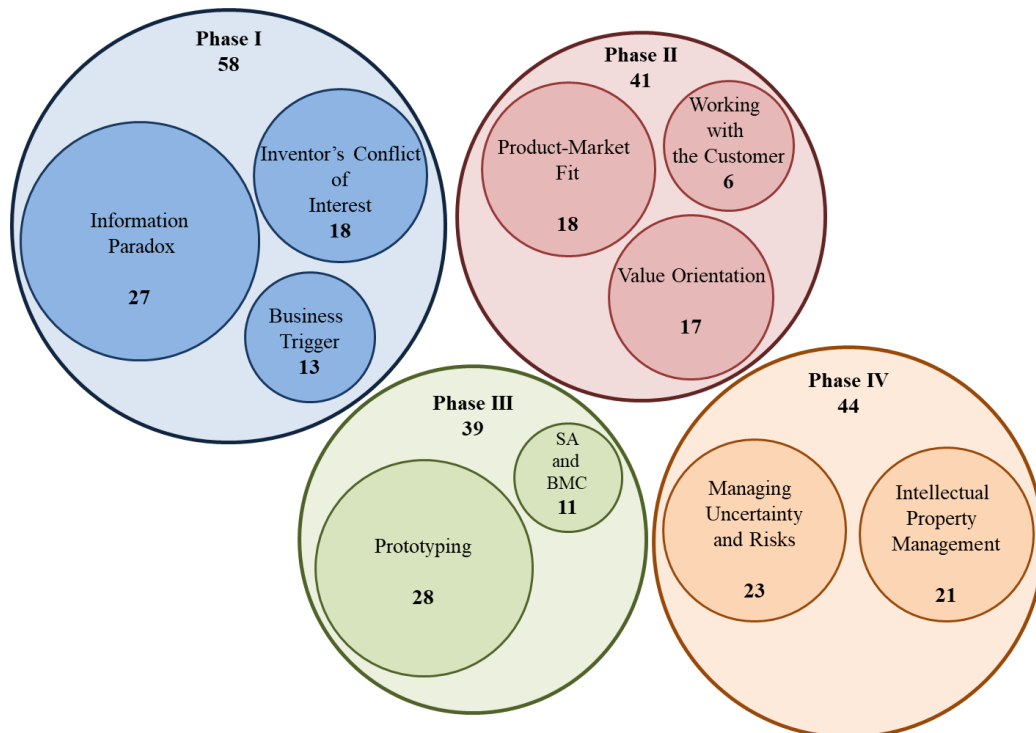 Phase I
58
Information
Paradox
27
Inventor's Conflict
of
Interest
18
Business
Trigger
13
Phase II
41
Product-Market
Fit
18
Working
with
the Customer
6
Value Orientation
17
Phase III
39
Prototyping
28
SA
and
BMC
11
Phase IV
44
Managing
Uncertainty
and Risks
23
Intellectual
Property
Management
21